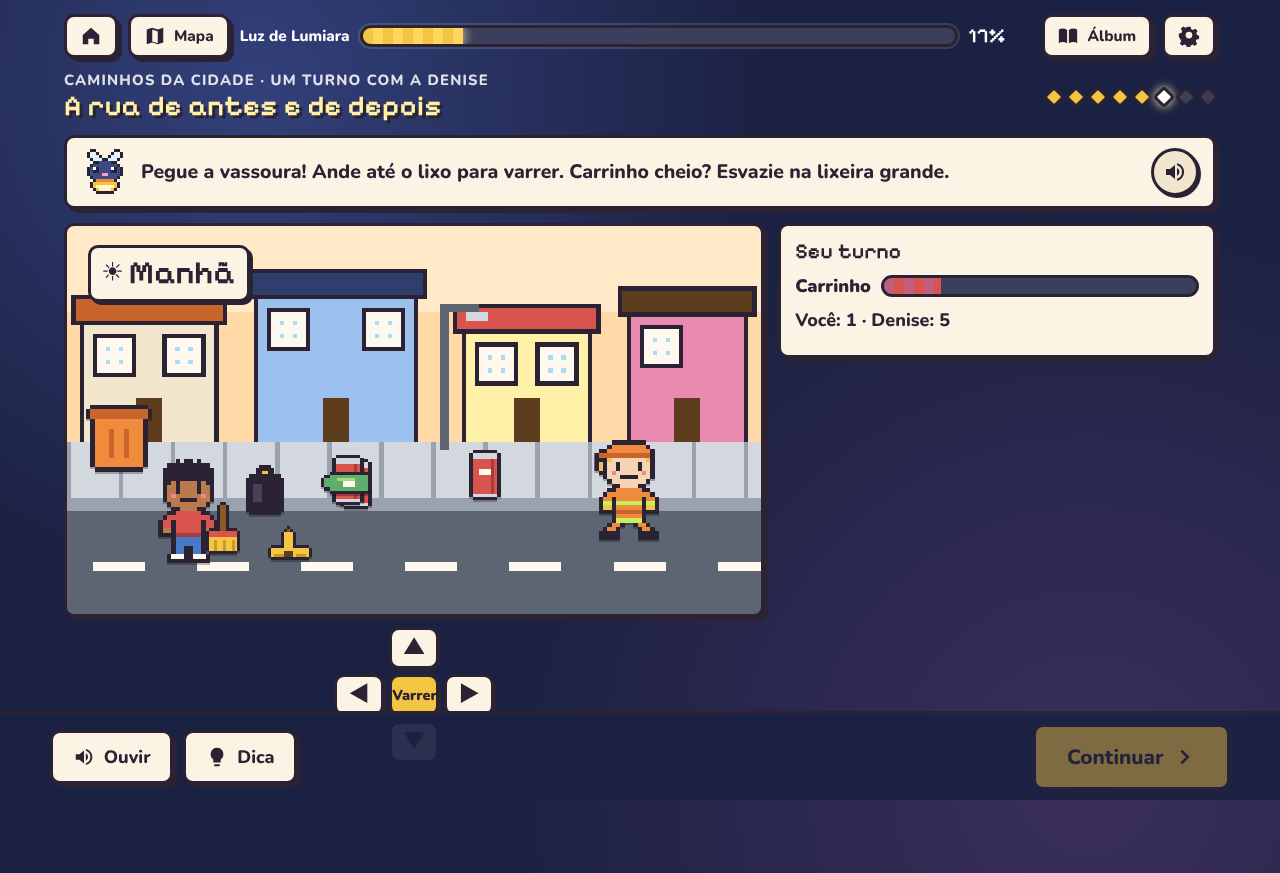 Mapa
Luz de Lumiara
17%
Álbum
CAMINHOS DA CIDADE · UM TURNO COM A DENISE
A rua de antes e de depois
Pegue a vassoura! Ande até o lixo para varrer. Carrinho cheio? Esvazie na lixeira grande.
Manhã
Seu turno
Carrinho
Você: 1 · Denise: 5
Varrer
Ouvir
Dica
Continuar